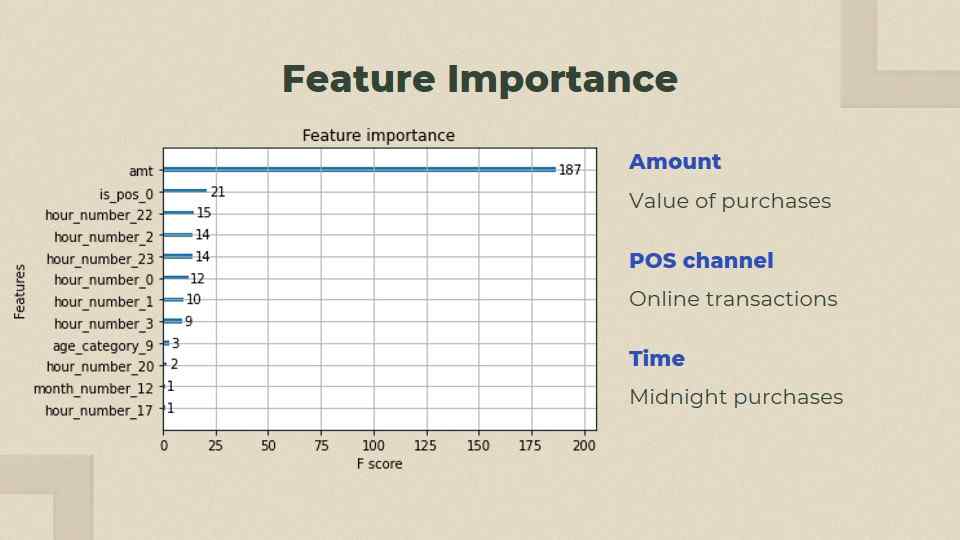 Feature Importance
Feature importance
amt
187
is_pos_0
21
hour_number_22
15
hour_number_2
14
hour_number_23
14
hour_number_0
12
hour_number_1
10
hour_number_3
9
age_category_9
3
hour_number_20
2
month_number_12
1
hour_number_17
1
Features
0 25 50 75 100 125 150 175 200
F score
Amount
Value of purchases
POS channel
Online transactions
Time
Midnight purchases